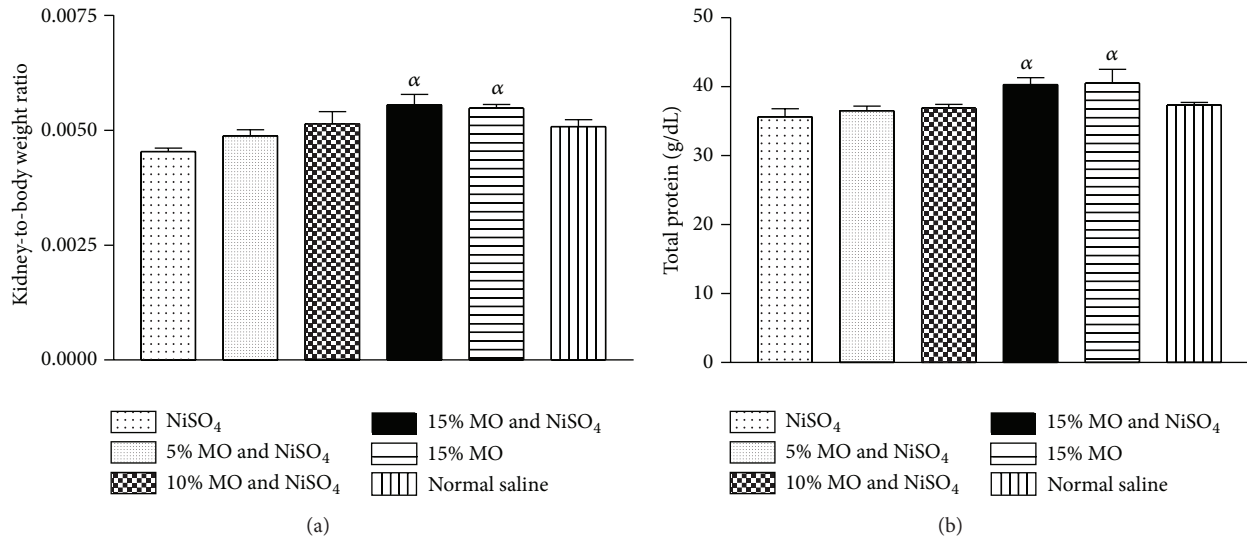 0.0075
0.0050
0.0025
0.0000
Kidney-to-body weight ratio
α
α
NiSO₄
5% MO and NiSO₄
10% MO and NiSO₄
15% MO and NiSO₄
15% MO
Normal saline
(a)
50
40
30
20
10
0
Total protein (g/dL)
α
α
NiSO₄
5% MO and NiSO₄
10% MO and NiSO₄
15% MO and NiSO₄
15% MO
Normal saline
(b)